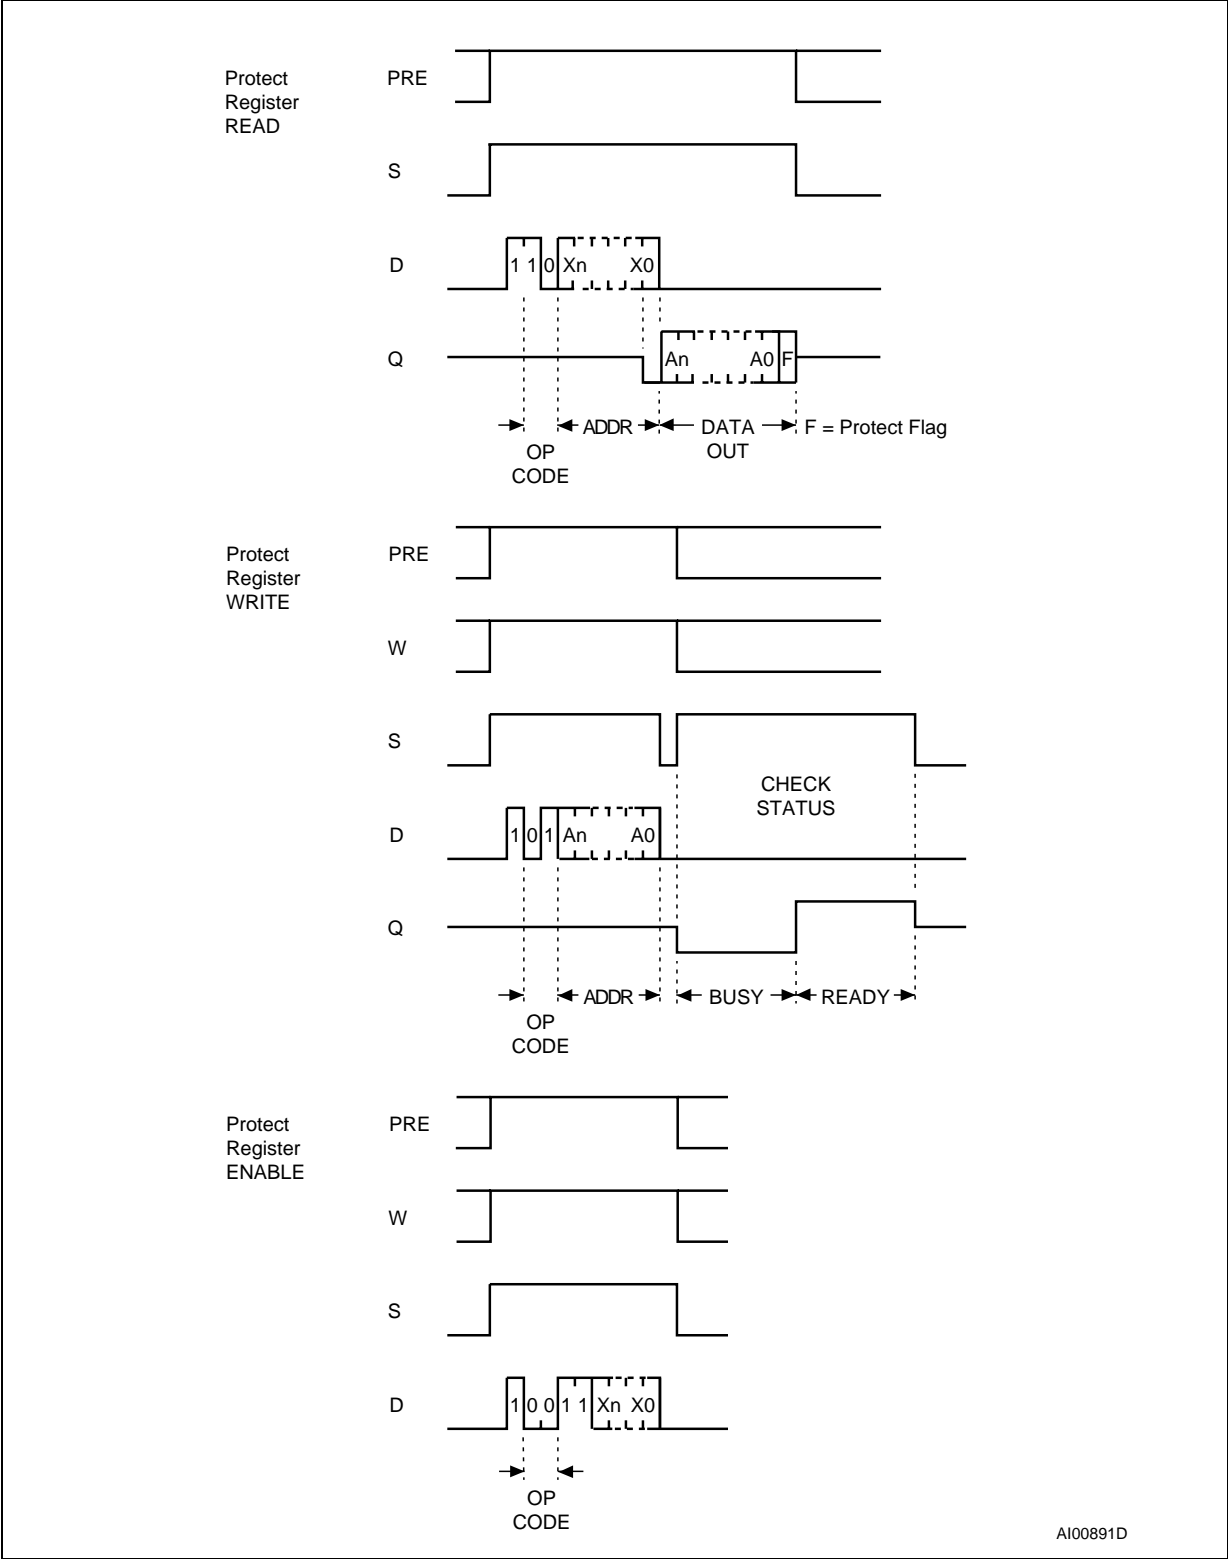 Protect
Register
READ
PRE
S
D
1 1 0 Xn X0
Q
An A0 F
ADDR
DATA
OUT
F = Protect Flag
OP
CODE
Protect
Register
WRITE
PRE
W
S
CHECK
STATUS
D
1 0 1 An A0
Q
ADDR
BUSY
READY
OP
CODE
Protect
Register
ENABLE
PRE
W
S
D
1 0 0 1 1 Xn X0
OP
CODE
AI00891D